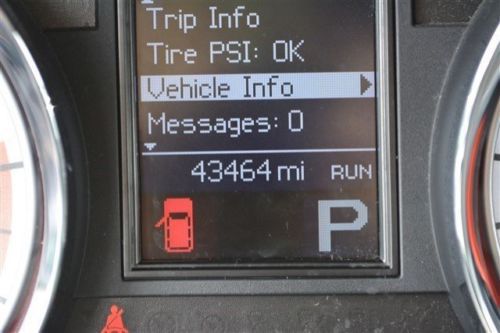 Trip Info
Tire PSI: OK
Vehicle Info
Messages: 0
43464 mi RUN
P